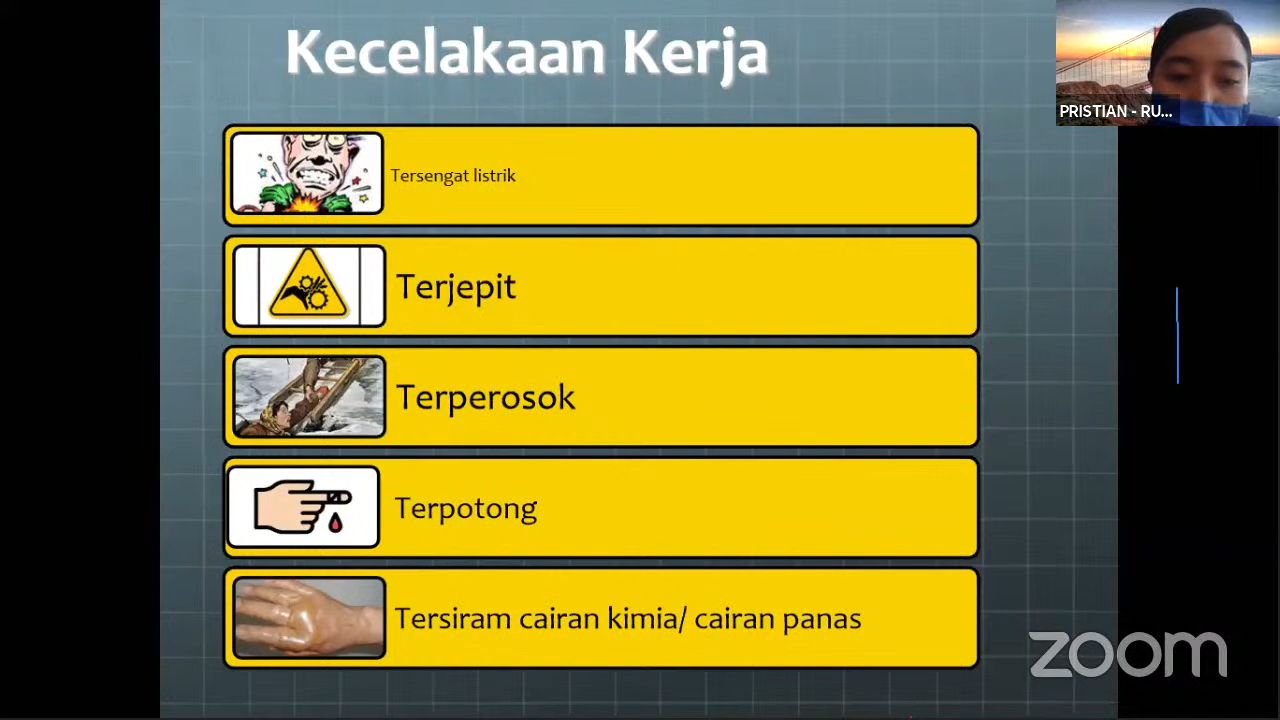 Kecelakaan Kerja
PRISTIAN - RU...
Tersengat listrik
Terjepit
Terperosok
Terpotong
Tersiram cairan kimia/ cairan panas
zoom